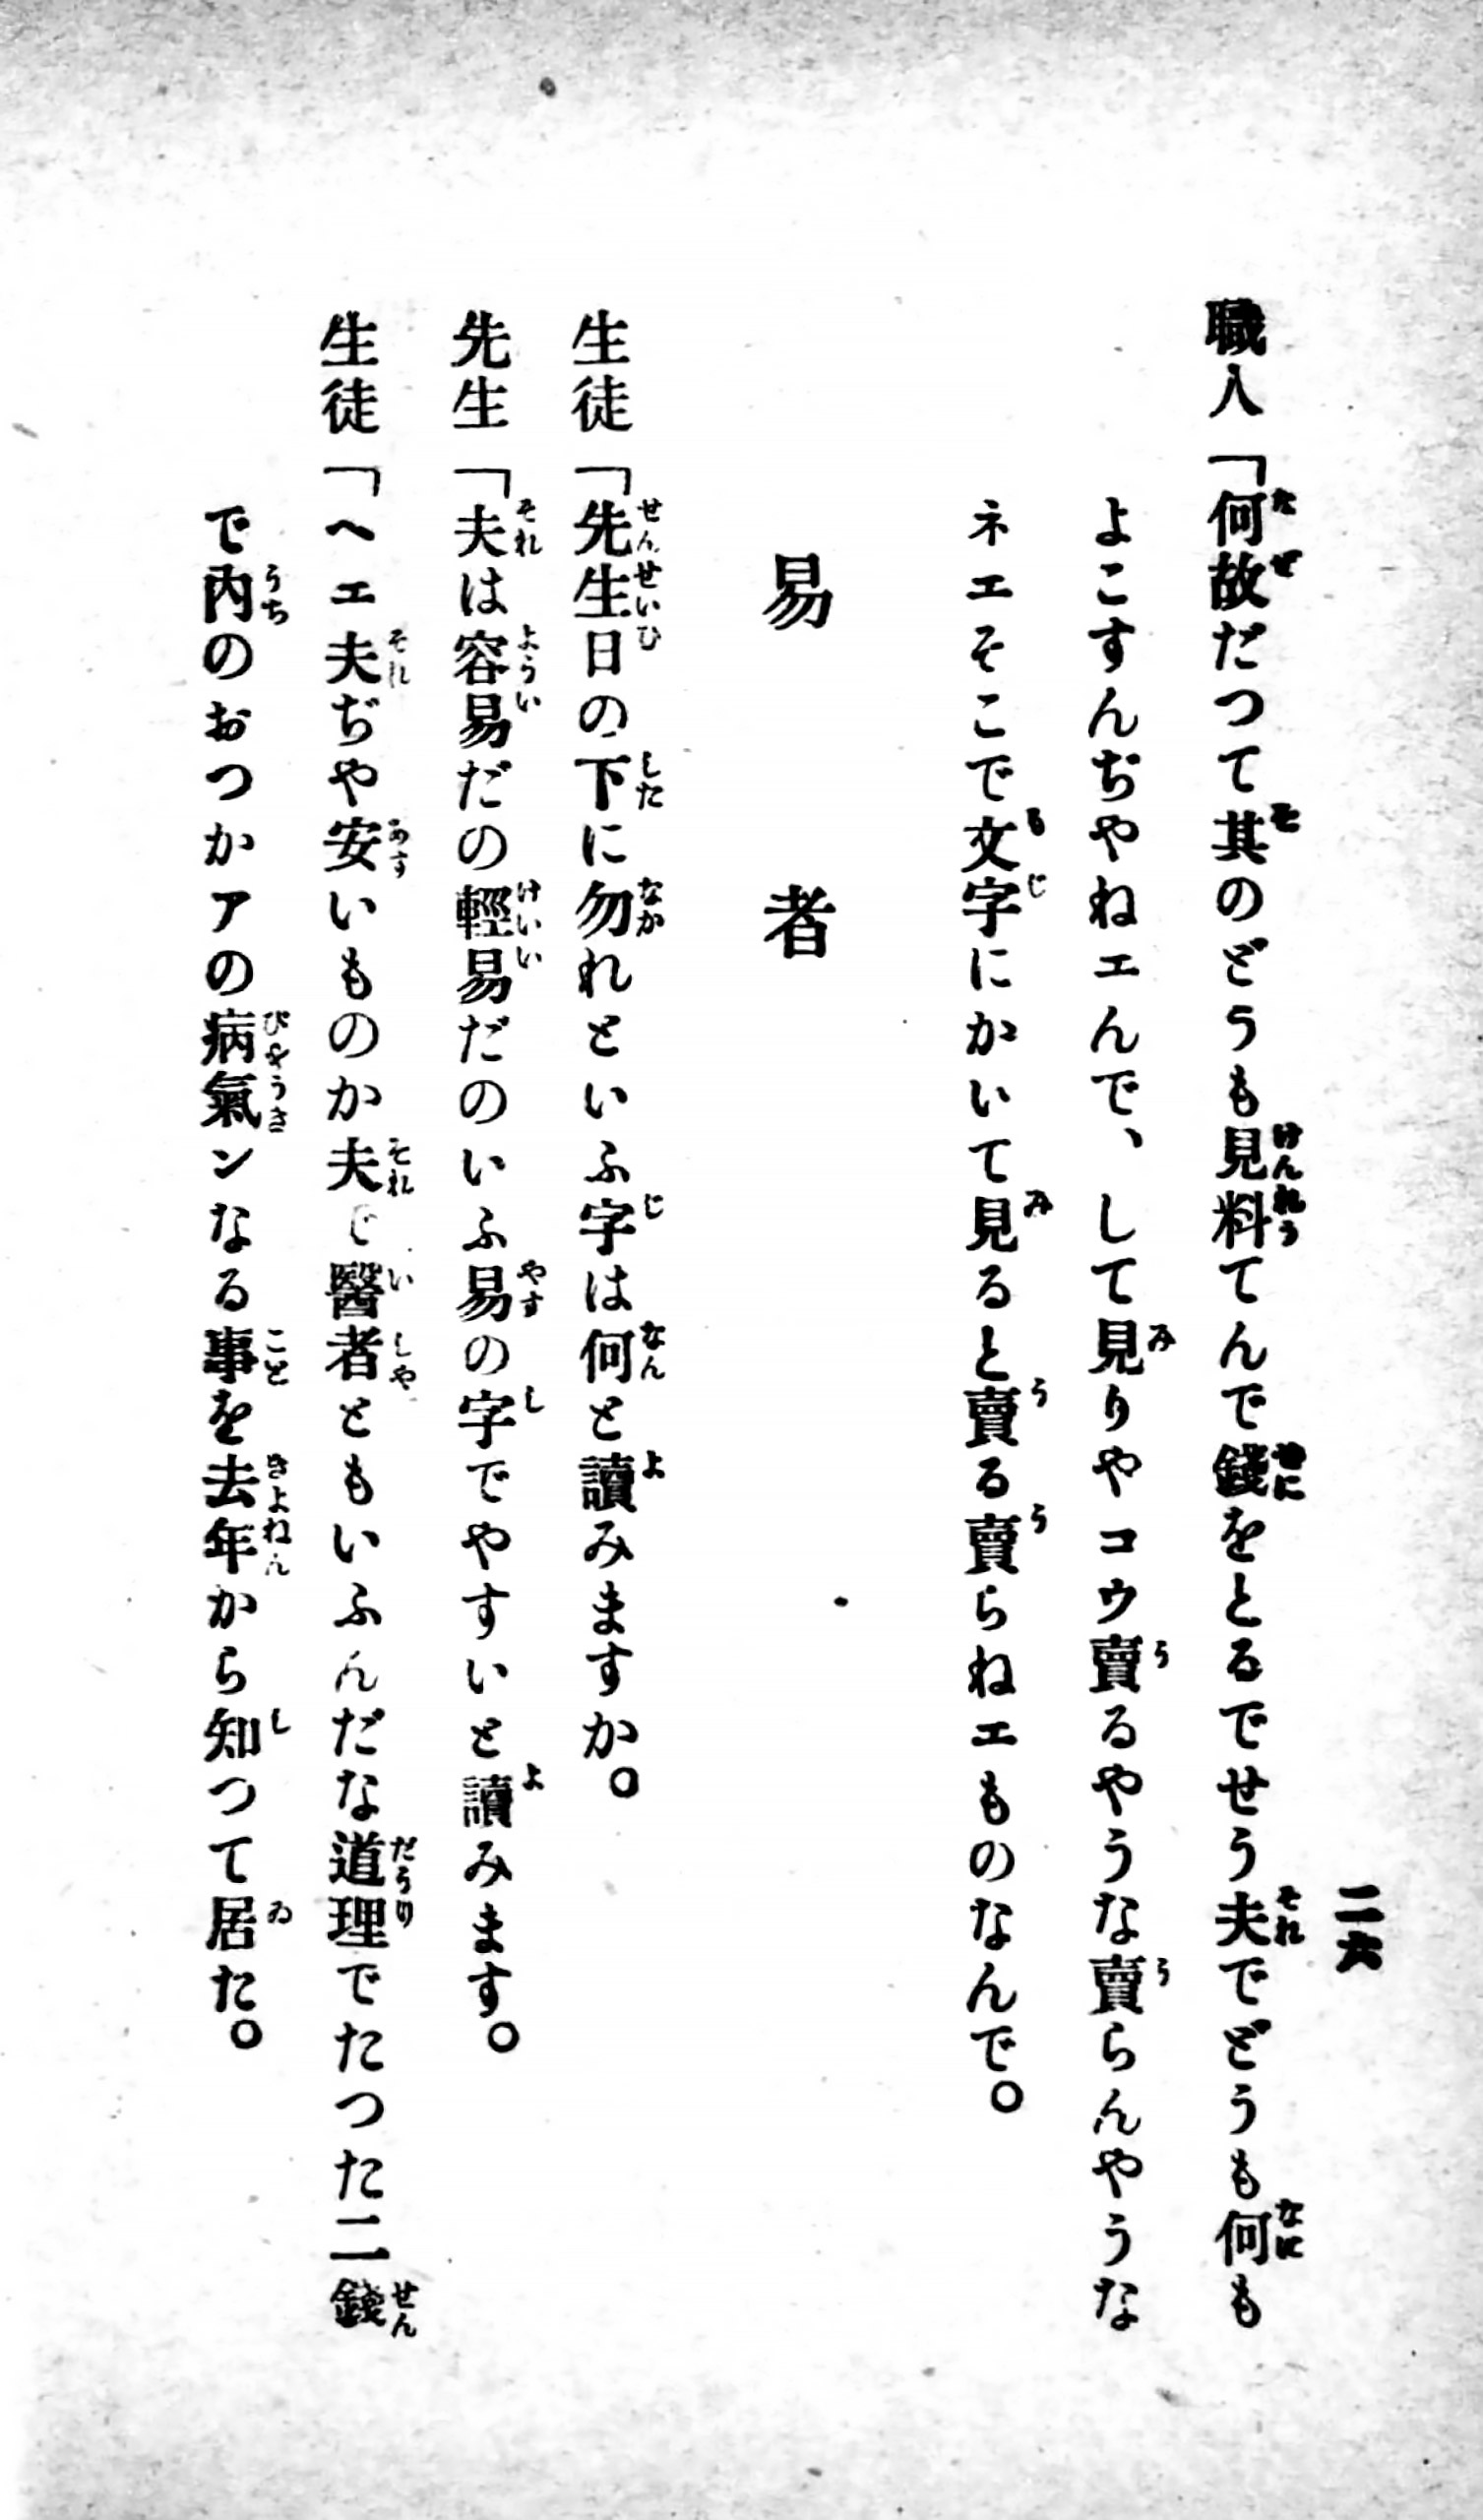 二六
職人「何故だつて其のどうも見料てんで錢をとるでせう夫でどうも何も
よこすんぢやねエんで、して見りやコウ賣るやうな賣らんやうな
ネエそこで文字にかいて見ると賣る賣らねエものなんで。
易者
生徒「先生日の下に勿れといふ字は何と讀みますか。
先生「夫は容易だの輕易だのいふ易の字でやすいと讀みます。
生徒「ヘエ夫ぢや安いものか夫で醫者ともいふんだな道理でたつた二錢
で內のおつかアの病氣ンなる事を去年から知つて居た。